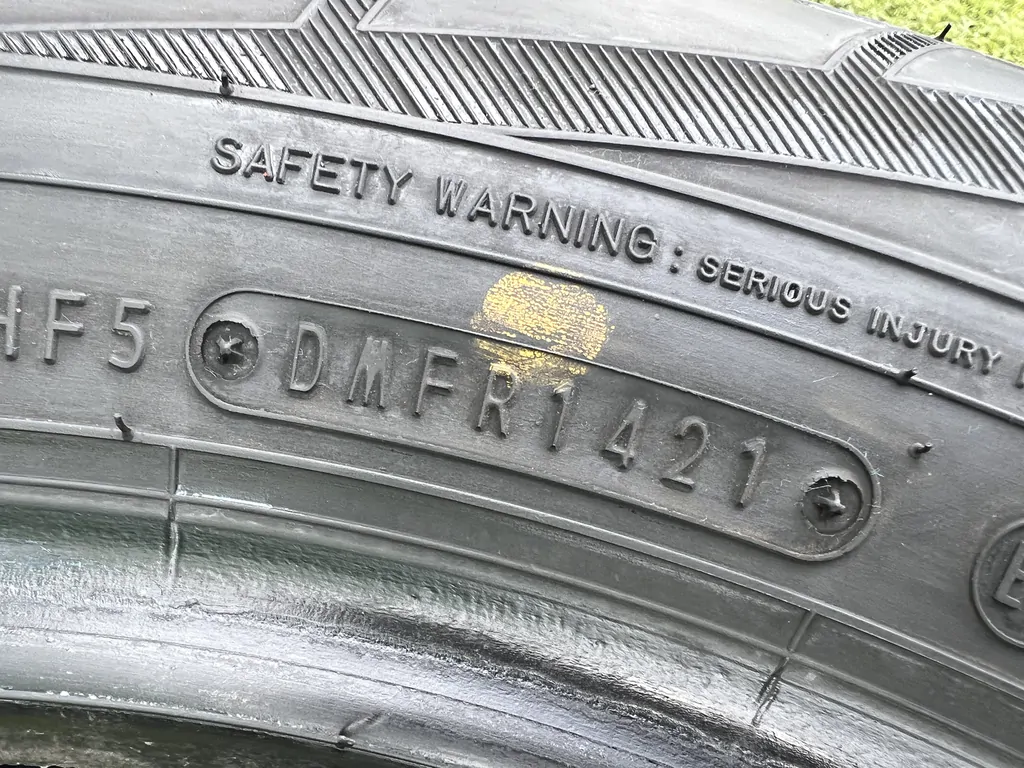 SAFETY WARNING: SERIOUS INJURY
HF5 DMFR1421